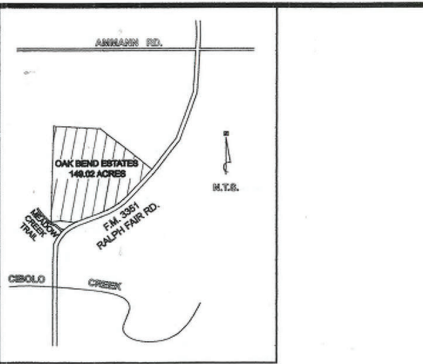 AMMANN RD.
OAK BEND ESTATES
149.02 ACRES
N.T.S.
F.M. 3351
RALPH FAIR RD.
MEADOW
CREEK
TRAIL
CIBOLO CREEK